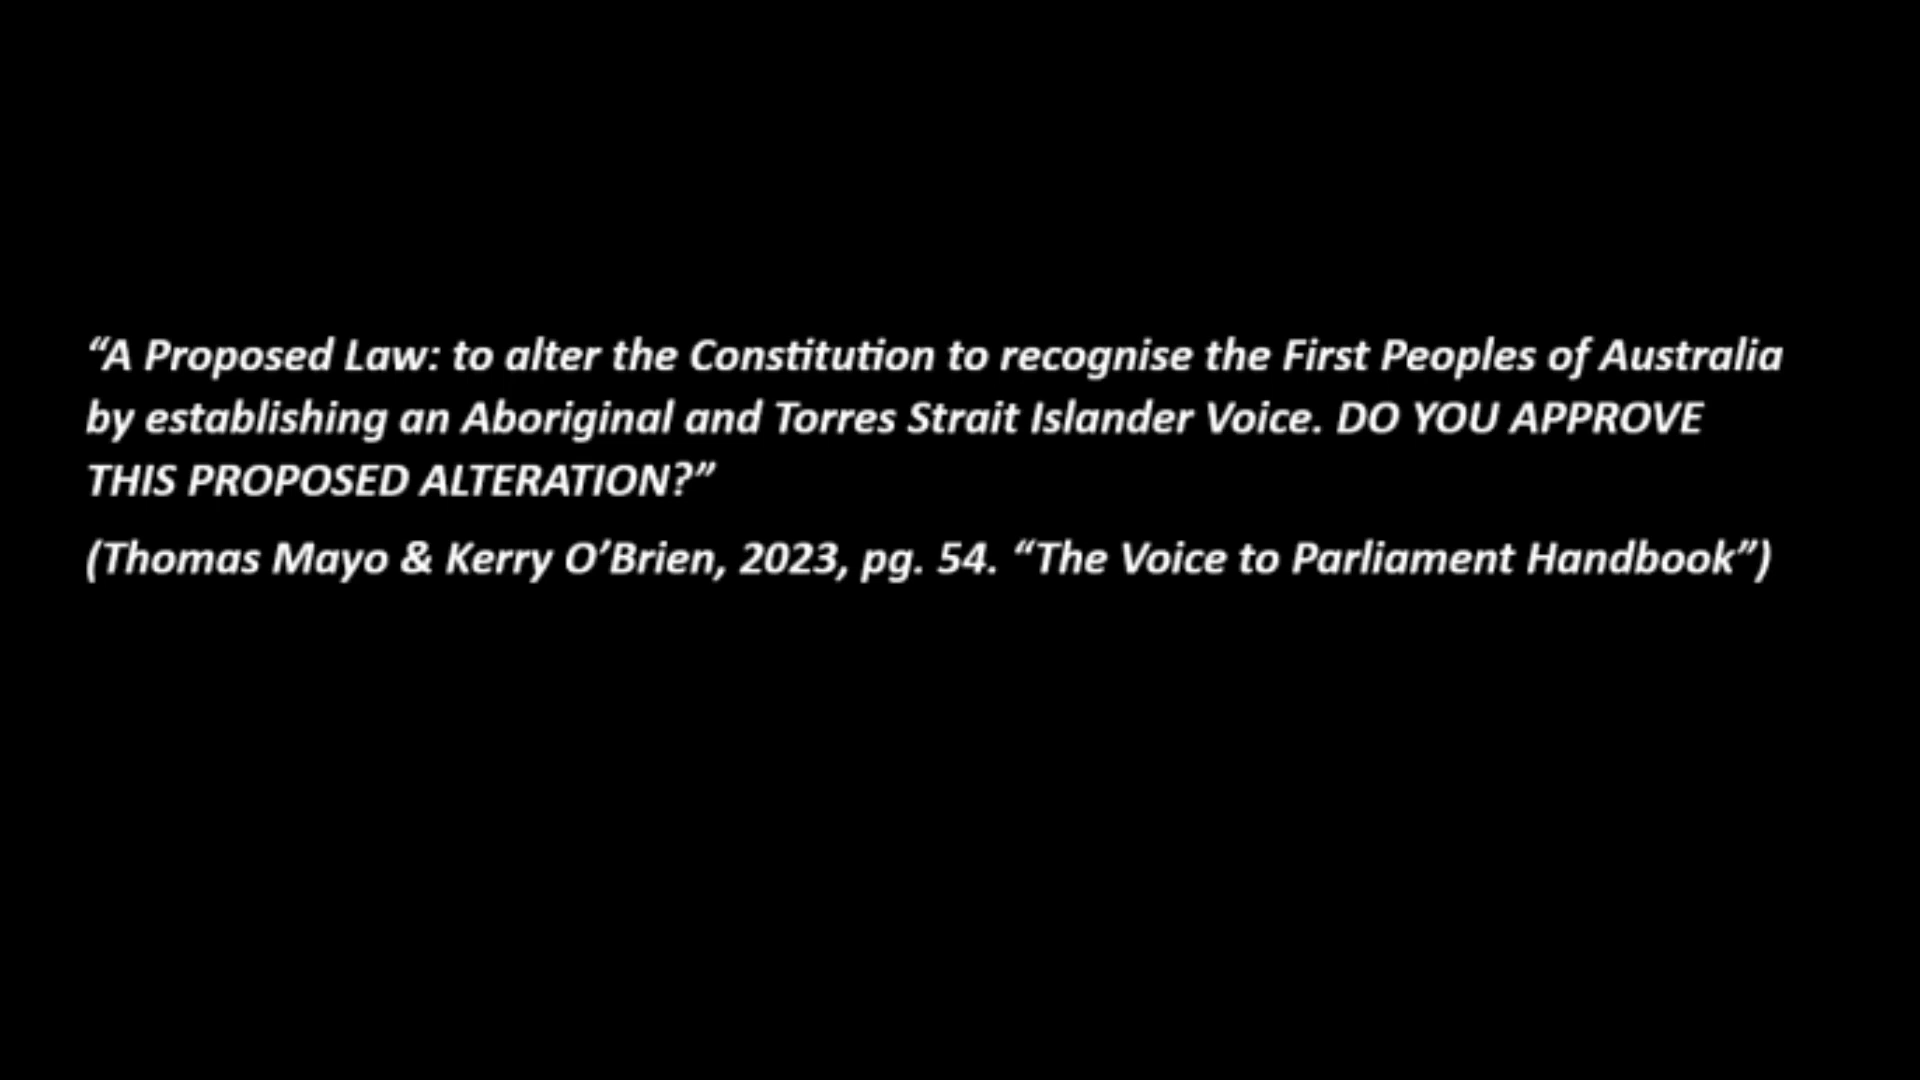 “A Proposed Law: to alter the Constitution to recognise the First Peoples of Australia
by establishing an Aboriginal and Torres Strait Islander Voice. DO YOU APPROVE
THIS PROPOSED ALTERATION?”
(Thomas Mayo & Kerry O’Brien, 2023, pg. 54. “The Voice to Parliament Handbook”)